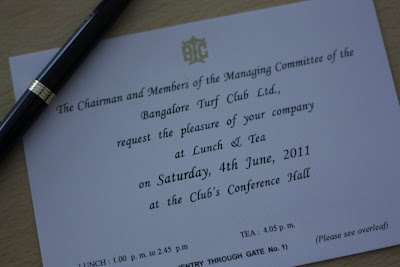 BTC
The Chairman and Members of the Managing Committee of the
Bangalore Turf Club Ltd.,
request the pleasure of your company
at Lunch & Tea
on Saturday, 4th June, 2011
at the Club's Conference Hall
LUNCH : 1.00 p.m. to 2.45 p.m TEA : 4.05 p.m.
ENTRY THROUGH GATE No. 1) (Please see overleaf)